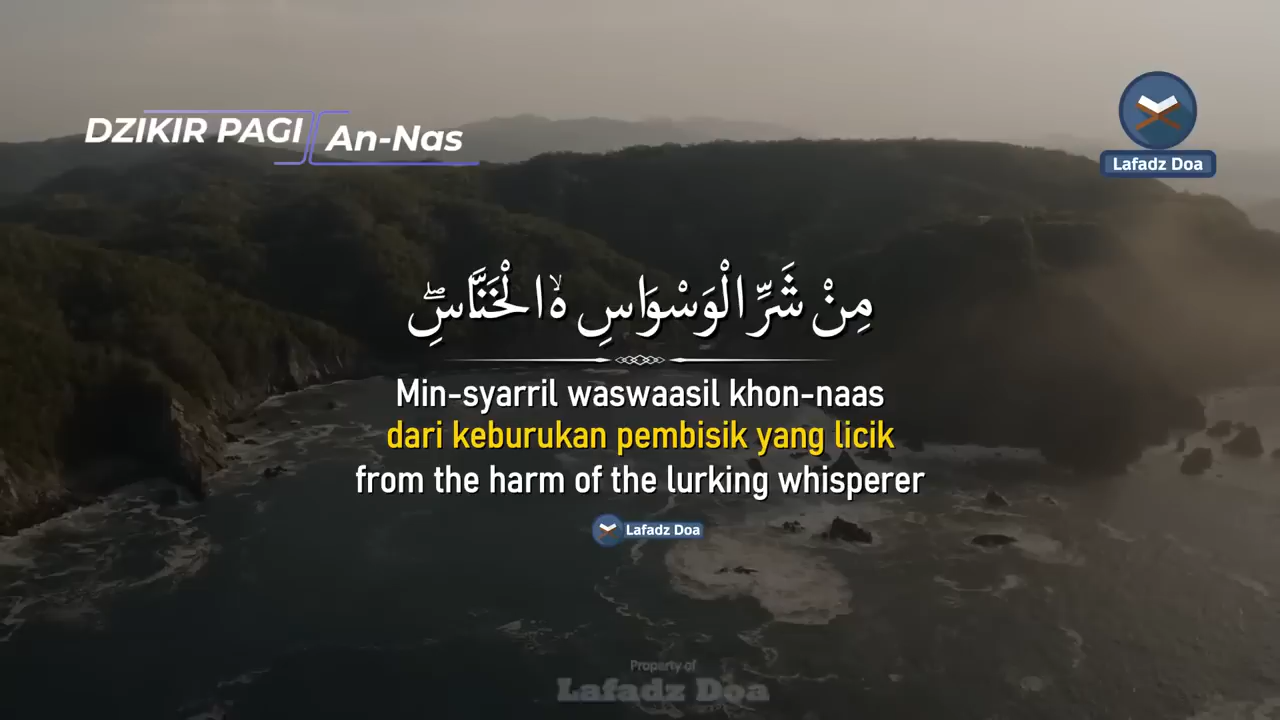 DZIKIR PAGI
An-Nas
Lafadz Doa
مِنْ شَرِّ الْوَسْوَاسِ ەۙ الْخَنَّاسِۖ
Min-syarril waswaasil khon-naas
dari keburukan pembisik yang licik
from the harm of the lurking whisperer
Lafadz Doa
Property of
Lafadz Doa